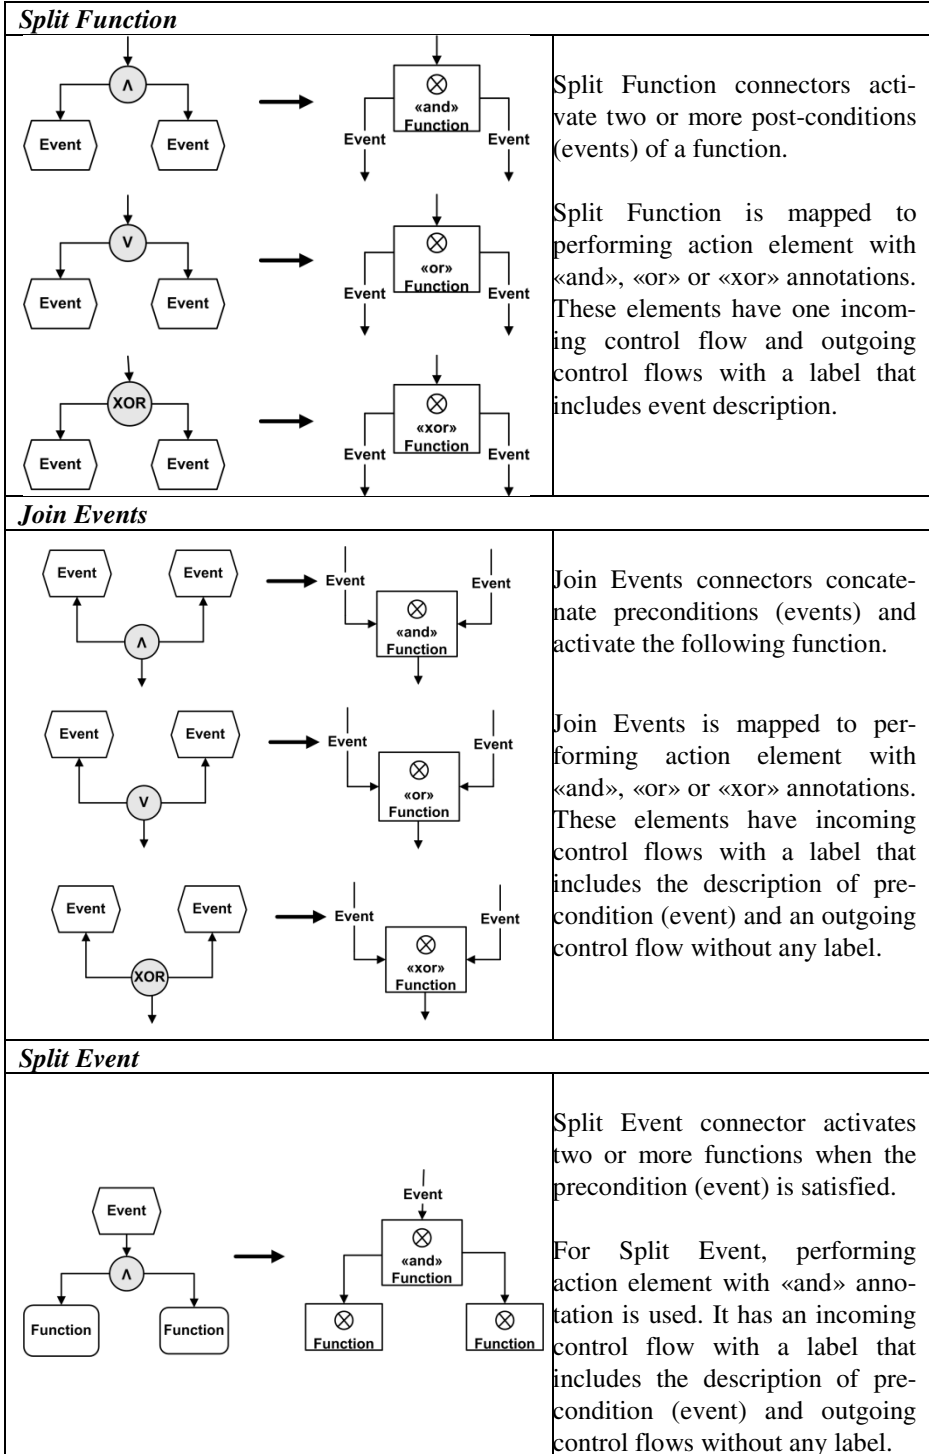 Split Function
Λ
Event
Event
«and»
Function
Event
Event
V
Event
Event
«or»
Function
Event
Event
XOR
Event
Event
«xor»
Function
Event
Event
Split Function connectors acti-
vate two or more post-conditions
(events) of a function.
Split Function is mapped to
performing action element with
«and», «or» or «xor» annotations.
These elements have one incom-
ing control flow and outgoing
control flows with a label that
includes event description.
Join Events
Event
Event
Λ
Event
Event
«and»
Function
Event
Event
V
Event
Event
«or»
Function
Event
Event
XOR
Event
Event
«xor»
Function
Join Events connectors concate-
nate preconditions (events) and
activate the following function.
Join Events is mapped to per-
forming action element with
«and», «or» or «xor» annotations.
These elements have incoming
control flows with a label that
includes the description of pre-
condition (event) and an outgoing
control flow without any label.
Split Event
Event
Λ
Function
Function
Event
«and»
Function
Function
Function
Split Event connector activates
two or more functions when the
precondition (event) is satisfied.
For Split Event, performing
action element with «and» anno-
tation is used. It has an incoming
control flow with a label that
includes the description of pre-
condition (event) and outgoing
control flows without any label.